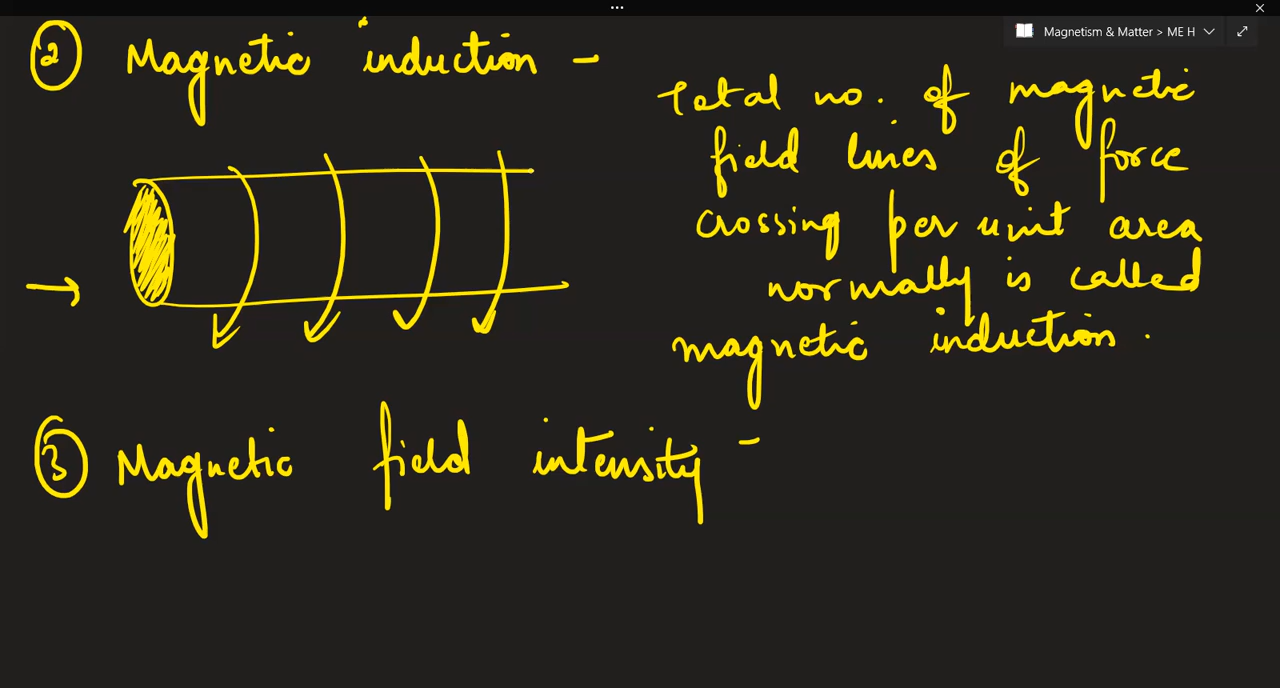 Magnetism & Matter > ME H
② Magnetic induction -
Total no. of magnetic
field lines of force
crossing per unit area
normally is called
magnetic induction.
③ Magnetic field intensity -